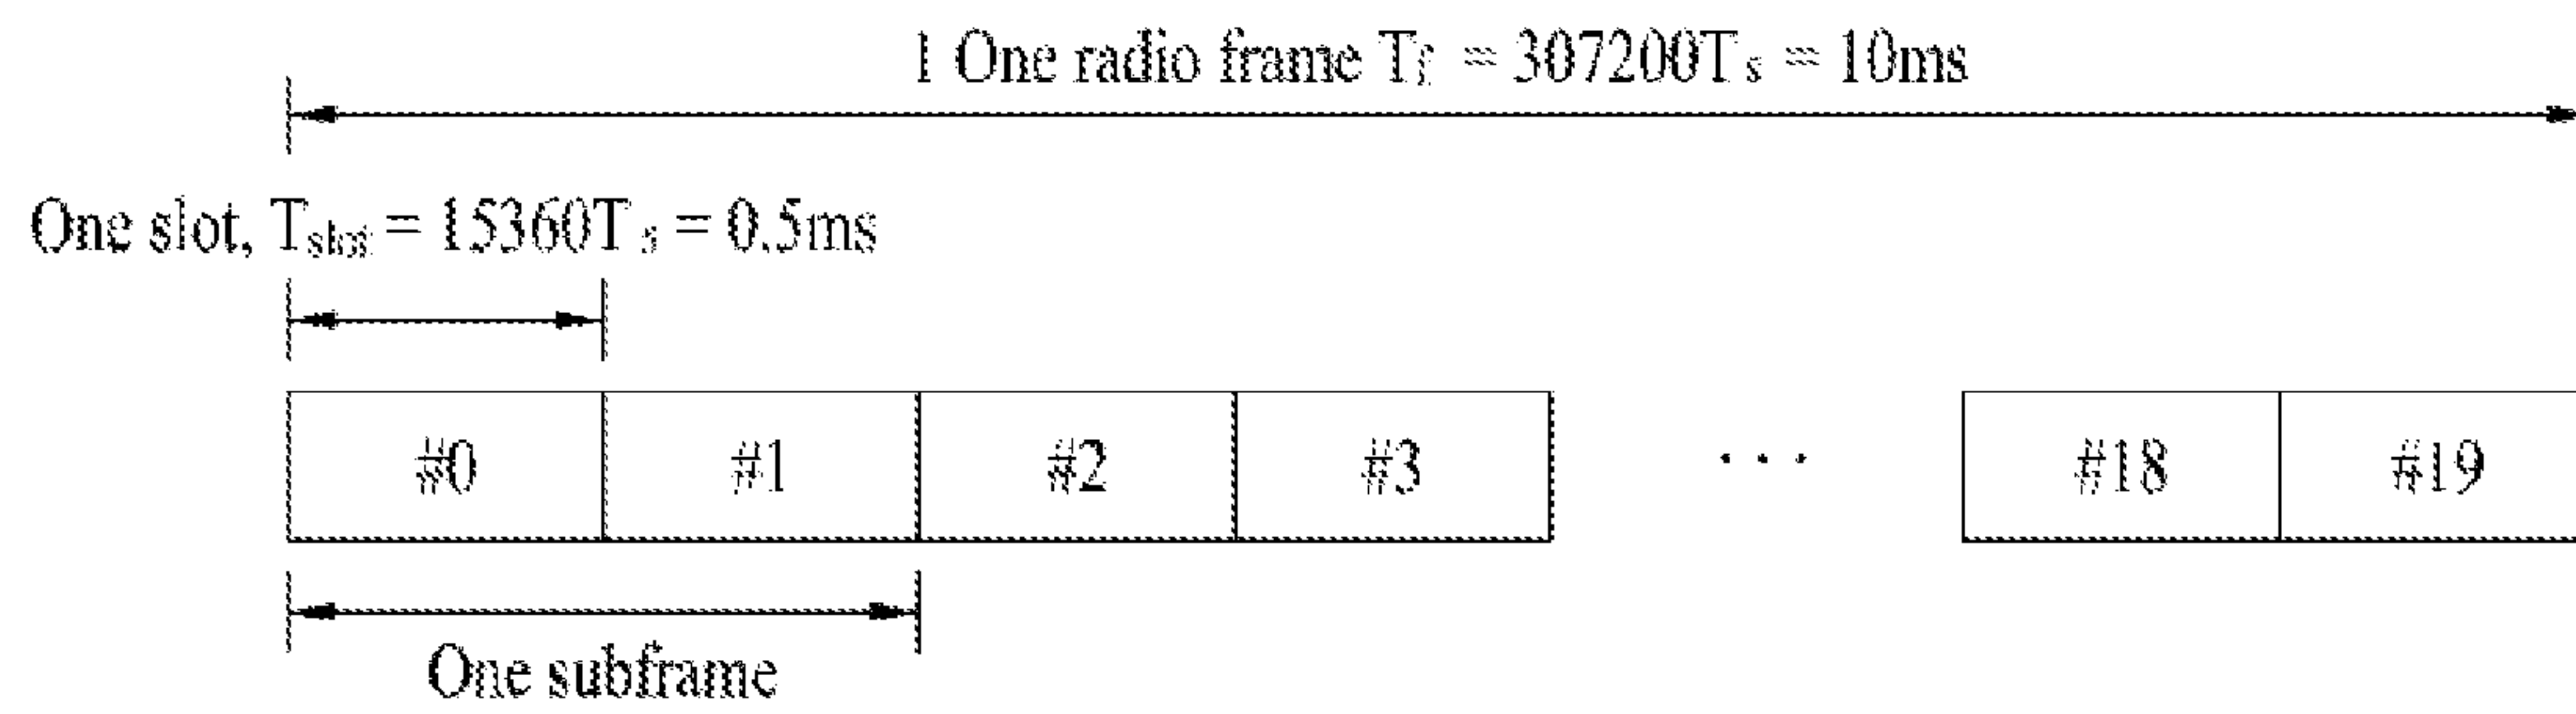 1 One radio frame Tf = 307200Ts = 10ms
One slot, Tslot = 15360Ts = 0.5ms
#0 #1 #2 #3 ··· #18 #19
One subframe